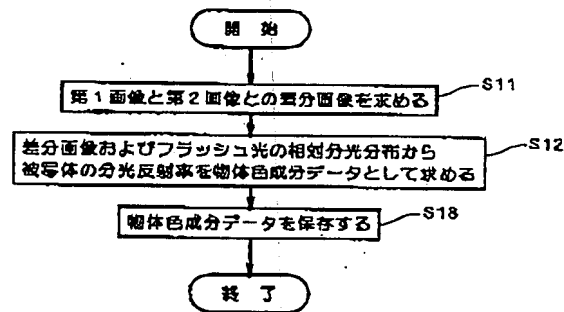 開 始
第1画像と第2画像との差分画像を求める
S11
差分画像およびフラッシュ光の相対分光分布から
被写体の分光反射率を物体色成分データとして求める
S12
物体色成分データを保存する
S18
終 了